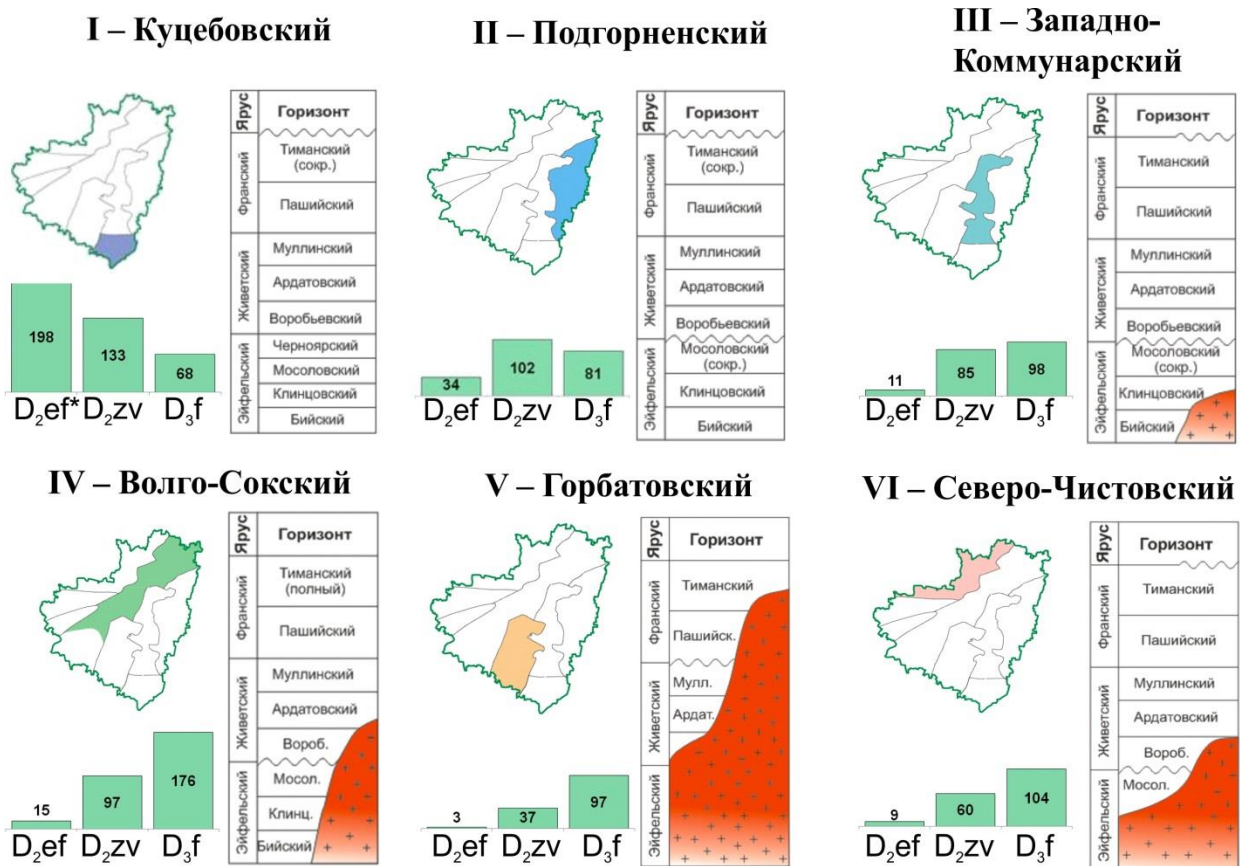 I – Куцебовский
Ярус
Горизонт
Франский
Тиманский
(сокр.)
Пашийский
Живетский
Муллинский
Ардатовский
Воробьевский
Эйфельский
Черноярский
Мосоловский
Клинцовский
Бийский
198
133
68
D₂ef* D₂zv D₃f
II – Подгорненский
Ярус
Горизонт
Франский
Тиманский
(сокр.)
Пашийский
Живетский
Муллинский
Ардатовский
Воробьевский
Эйфельский
Мосоловский
(сокр.)
Клинцовский
Бийский
34
102
81
D₂ef D₂zv D₃f
III – Западно-
Коммунарский
Ярус
Горизонт
Франский
Тиманский
Пашийский
Живетский
Муллинский
Ардатовский
Воробьевский
Эйфельский
Мосоловский
(сокр.)
Клинцовский
Бийский
11
85
98
D₂ef D₂zv D₃f
IV – Волго-Сокский
Ярус
Горизонт
Франский
Тиманский
(полный)
Пашийский
Живетский
Муллинский
Ардатовский
Вороб.
Эйфельский
Мосол.
Клинц.
Бийский
15
97
176
D₂ef D₂zv D₃f
V – Горбатовский
Ярус
Горизонт
Франский
Тиманский
Пашийск.
Живетский
Мулл.
Ардат.
Эйфельский
3
37
97
D₂ef D₂zv D₃f
VI – Северо-Чистовский
Ярус
Горизонт
Франский
Тиманский
Пашийский
Живетский
Муллинский
Ардатовский
Вороб.
Эйфельский
Мосол.
9
60
104
D₂ef D₂zv D₃f